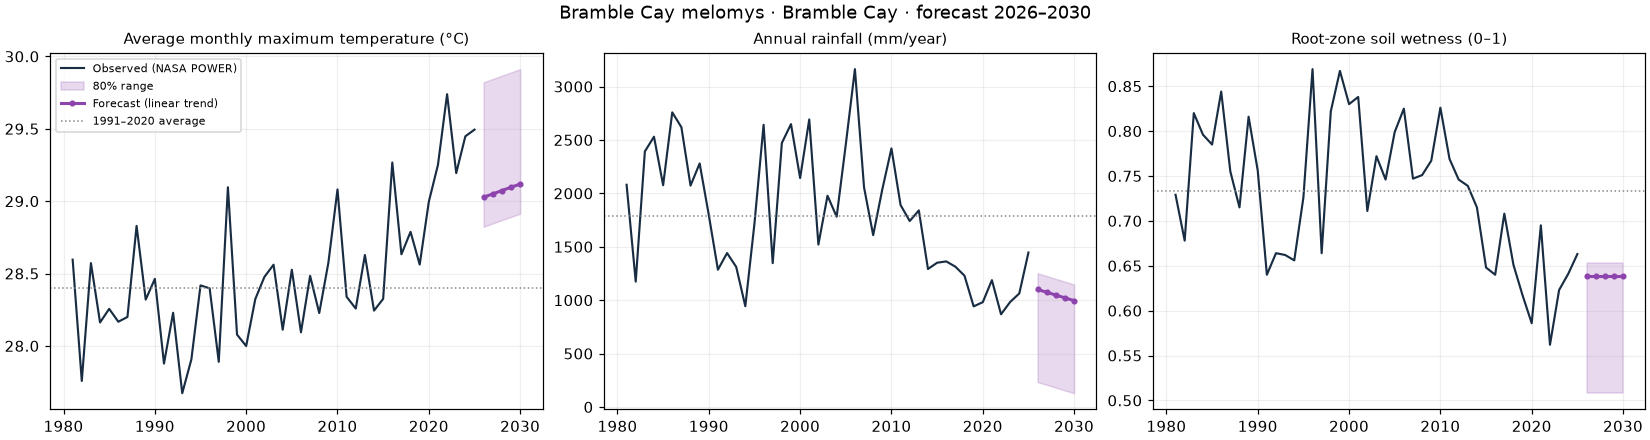 Bramble Cay melomys · Bramble Cay · forecast 2026–2030
Average monthly maximum temperature (°C)
30.0
29.5
29.0
28.5
28.0
Observed (NASA POWER)
80% range
Forecast (linear trend)
1991–2020 average
1980 1990 2000 2010 2020 2030
Annual rainfall (mm/year)
3000
2500
2000
1500
1000
500
0
1980 1990 2000 2010 2020 2030
Root-zone soil wetness (0–1)
0.85
0.80
0.75
0.70
0.65
0.60
0.55
0.50
1980 1990 2000 2010 2020 2030